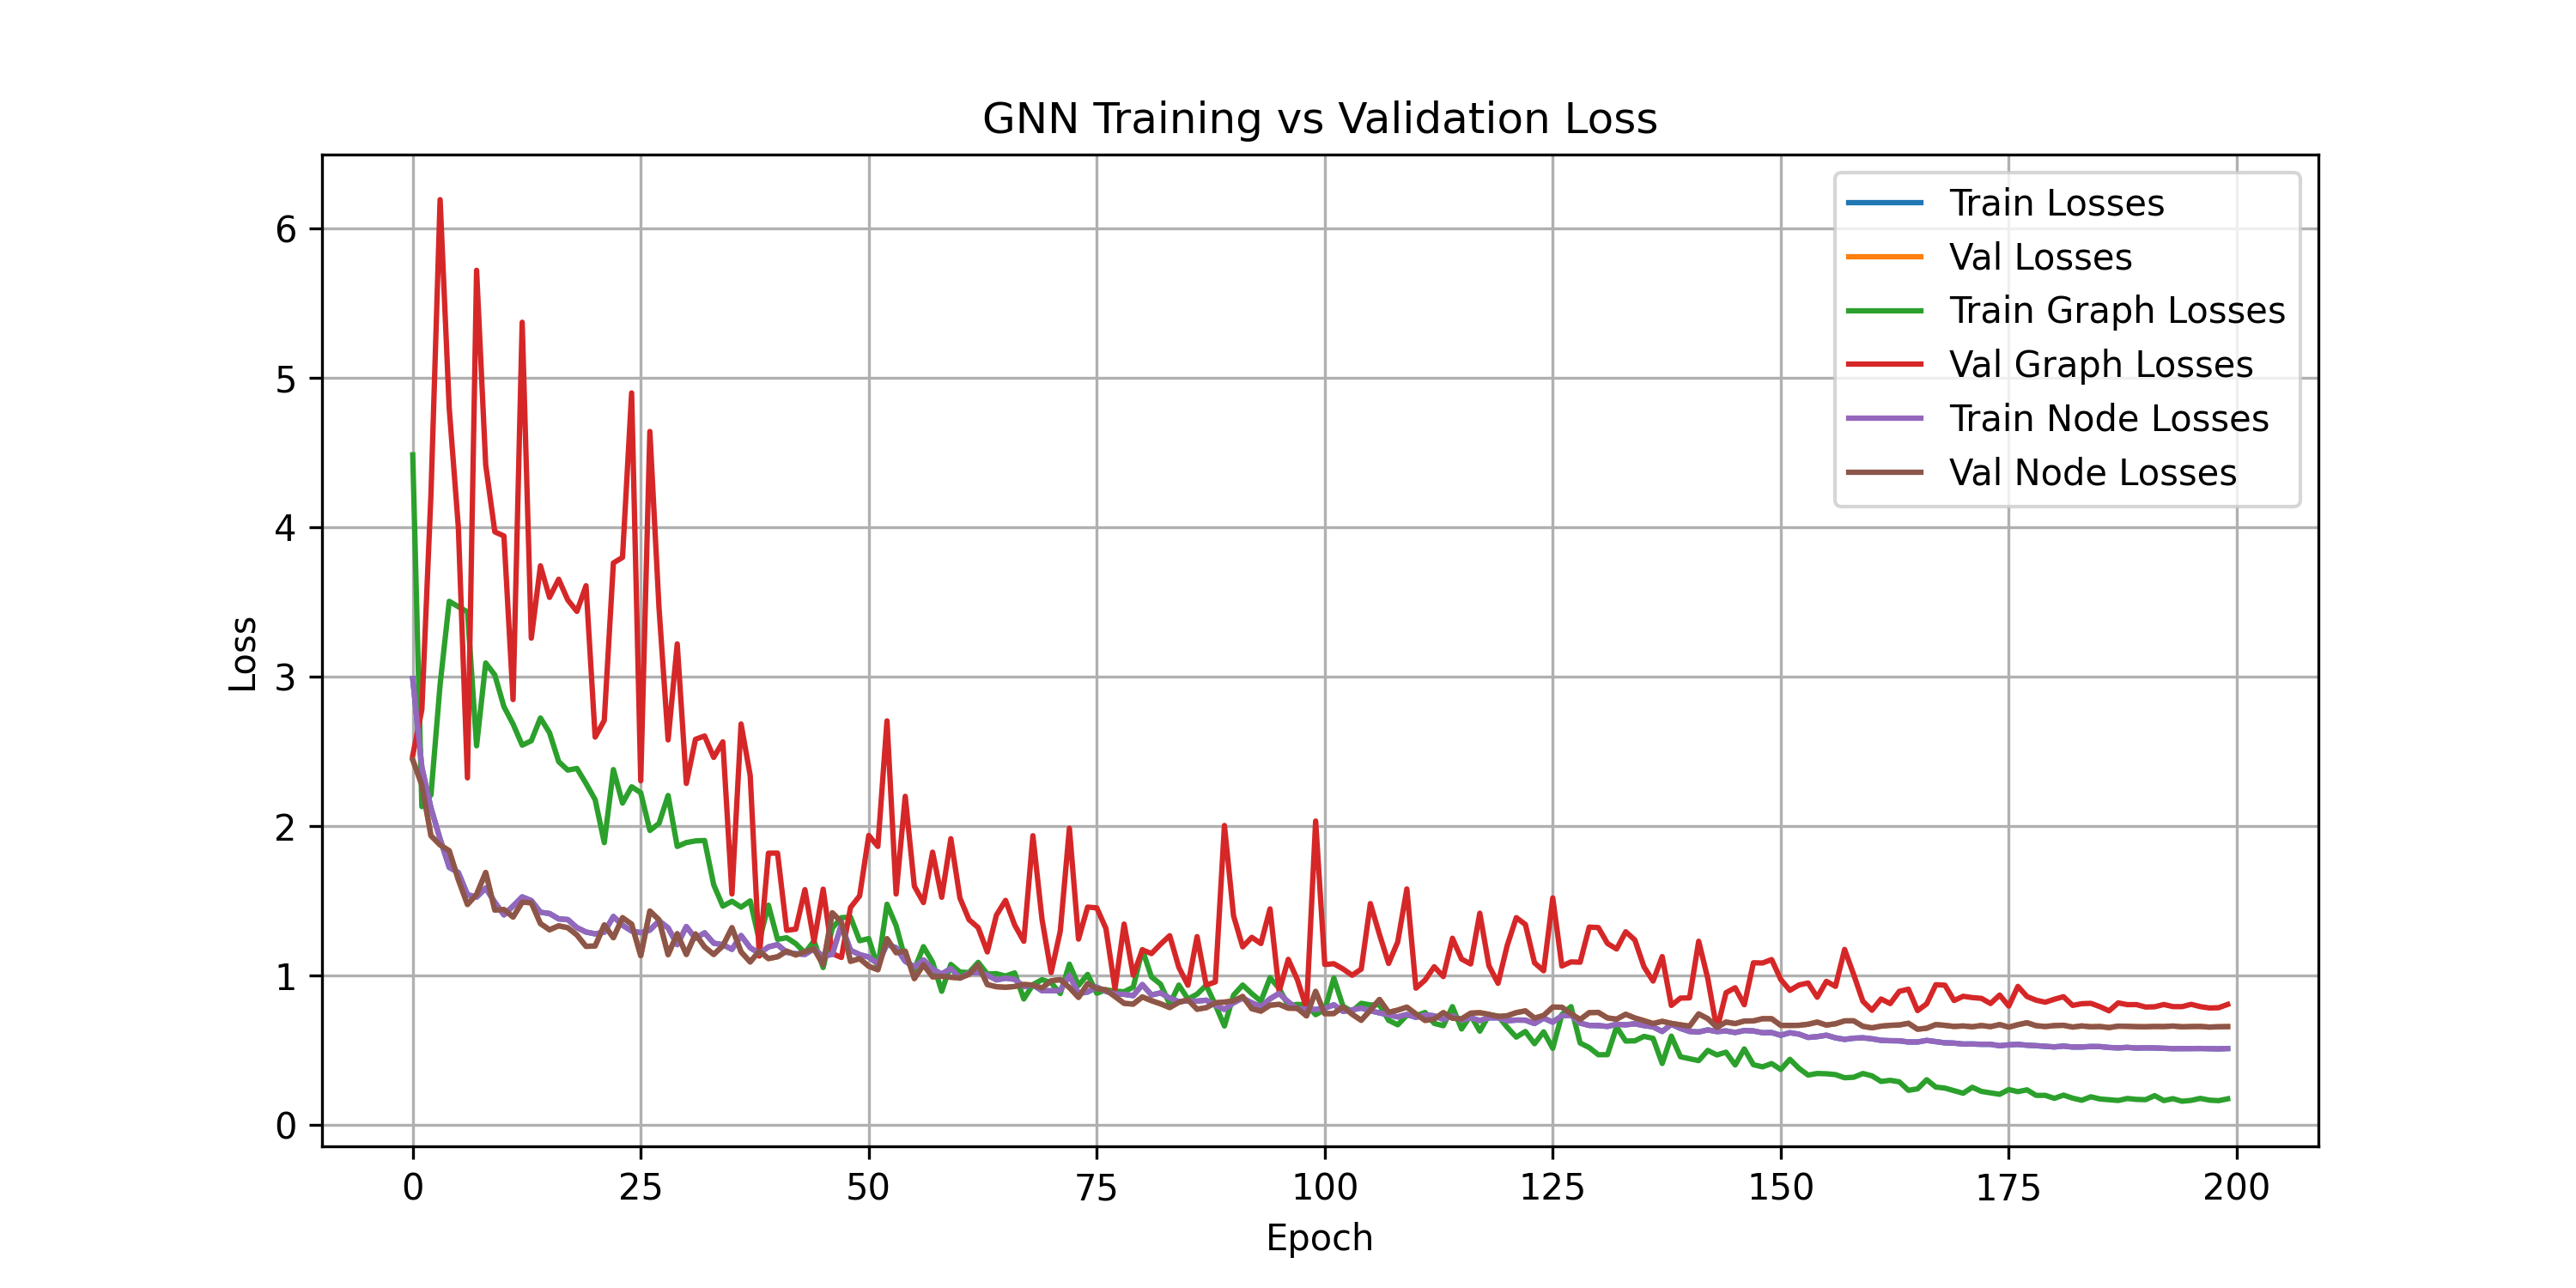 GNN Training vs Validation Loss
Train Losses
Val Losses
Train Graph Losses
Val Graph Losses
Train Node Losses
Val Node Losses
Loss
6
5
4
3
2
1
0
0 25 50 75 100 125 150 175 200
Epoch